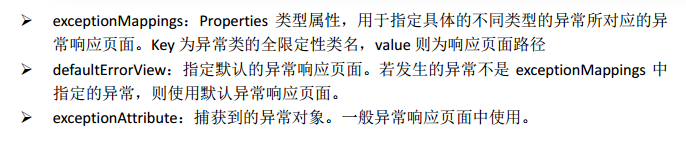 ➢ exceptionMappings：Properties 类型属性，用于指定具体的不同类型的异常所对应的异
常响应页面。Key 为异常类的全限定性类名，value 则为响应页面路径
➢ defaultErrorView：指定默认的异常响应页面。若发生的异常不是 exceptionMappings 中
指定的异常，则使用默认异常响应页面。
➢ exceptionAttribute：捕获到的异常对象。一般异常响应页面中使用。